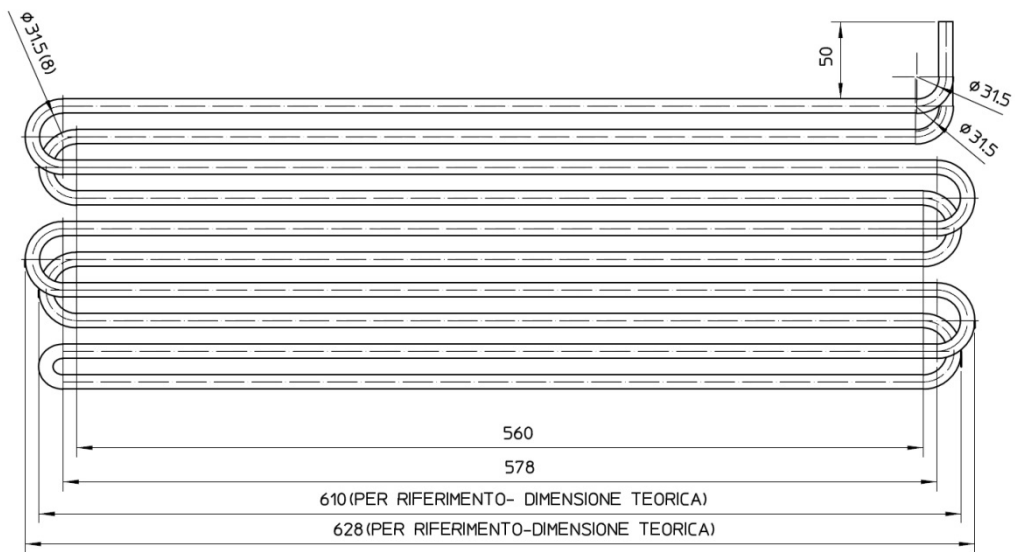 Ø31.5(8)
50
Ø31.5
Ø31.5
560
578
610(PER RIFERIMENTO- DIMENSIONE TEORICA)
628(PER RIFERIMENTO-DIMENSIONE TEORICA)